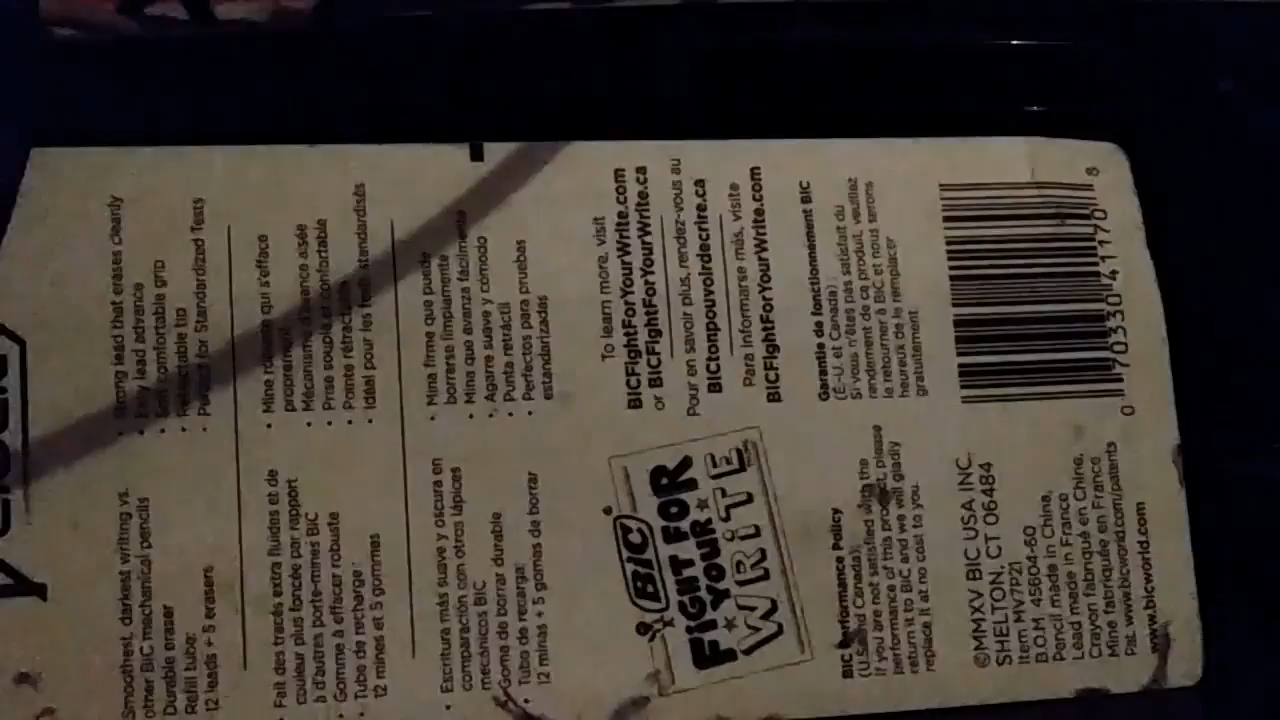 Smoothest, darkest writing vs.
other BIC mechanical pencils
Durable eraser
Refill tube:
12 leads + 5 erasers
• Strong lead that erases cleanly
• Easy lead advance
• Soft comfortable grip
• Retractable tip
• Perfect for Standardized Tests
• Fait des tracés extra fluides et de
couleur plus foncée par rapport
à d'autres porte-mines BIC
• Gomme à effacer robuste
• Tube de recharge :
12 mines et 5 gommes
• Mine robuste qui s'efface
proprement
• Mécanisme d'avance aisée
• Prise souple et confortable
• Pointe rétractable
• Idéal pour les tests standardisés
• Escritura más suave y oscura en
comparación con otros lápices
mecánicos BIC
• Goma de borrar durable
• Tubo de recarga:
12 minas + 5 gomas de borrar
• Mina firme que puede
borrarse limpiamente
• Mina que avanza fácilmente
• Agarre suave y cómodo
• Punta retráctil
• Perfectos para pruebas
estandarizadas
BIC®
FIGHT FOR
YOUR
WRITE
To learn more, visit
BICFightForYourWrite.com
or BICFightForYourWrite.ca
Pour en savoir plus, rendez-vous au
BICtonpouvoirdecrire.ca
Para informarse más, visite
BICFightForYourWrite.com
BIC Performance Policy
(U.S. and Canada):
If you are not satisfied with the
performance of this product, please
return it to BIC and we will gladly
replace it at no cost to you.
Garantie de fonctionnement BIC
(É.-U. et Canada) :
Si vous n'êtes pas satisfait du
rendement de ce produit, veuillez
le retourner à BIC et nous serons
heureux de le remplacer
gratuitement.
©MMXV BIC USA INC.
SHELTON, CT 06484
Item MV7P21
B.O.M. 45604-60
Pencil made in China,
Lead made in France
Crayon fabriqué en Chine,
Mine fabriquée en France
Pat. www.bicworld.com/patents
www.bicworld.com
0 70330 41170 8